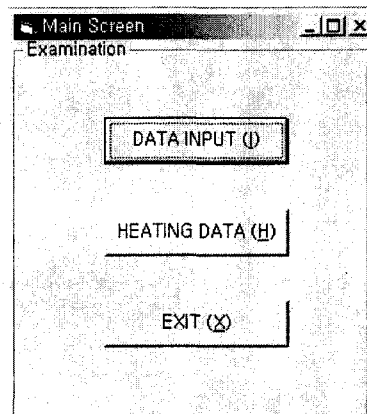 Main Screen
Examination
DATA INPUT (I)
HEATING DATA (H)
EXIT (X)